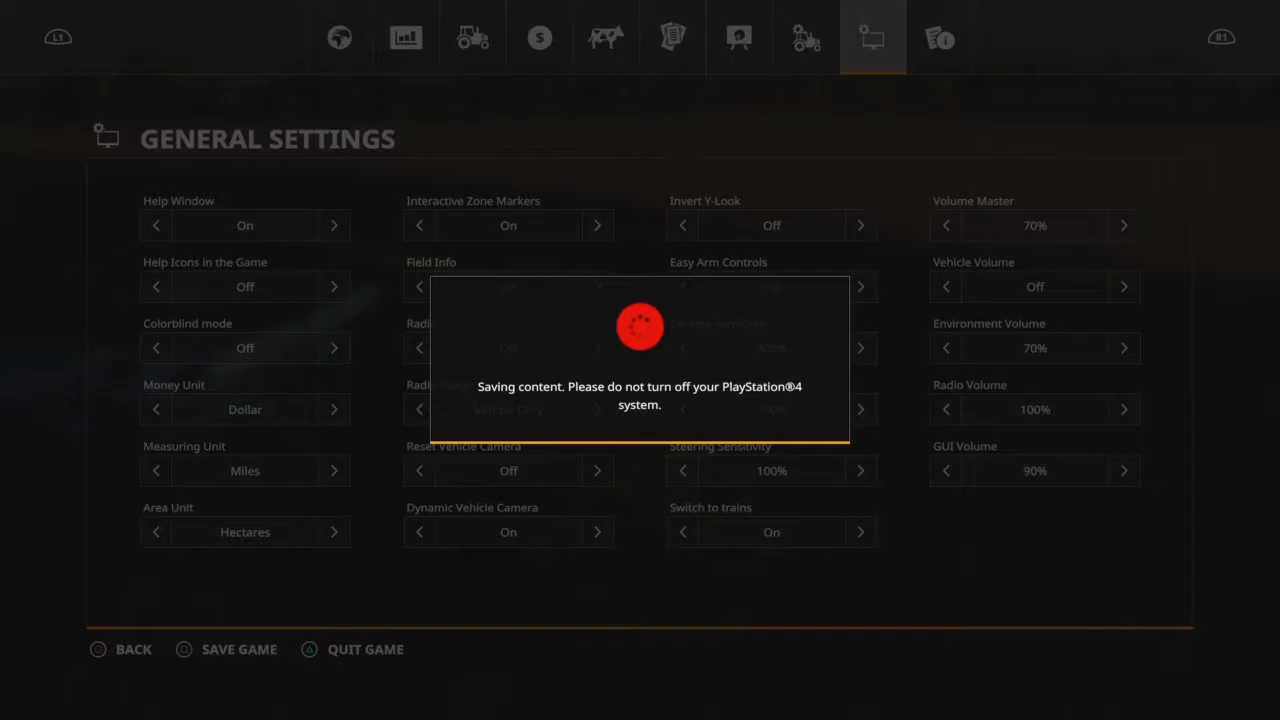 L1
R1
GENERAL SETTINGS
Help Window
On
Interactive Zone Markers
On
Invert Y-Look
Off
Volume Master
70%
Help Icons in the Game
Off
Field Info
Easy Arm Controls
Vehicle Volume
Off
Colorblind mode
Off
Environment Volume
70%
Saving content. Please do not turn off your PlayStation®4
system.
Money Unit
Dollar
Vehicle Only
Radio Volume
100%
Measuring Unit
Miles
Reset Vehicle Camera
Off
Steering Sensitivity
100%
GUI Volume
90%
Area Unit
Hectares
Dynamic Vehicle Camera
On
Switch to trains
On
BACK
SAVE GAME
QUIT GAME